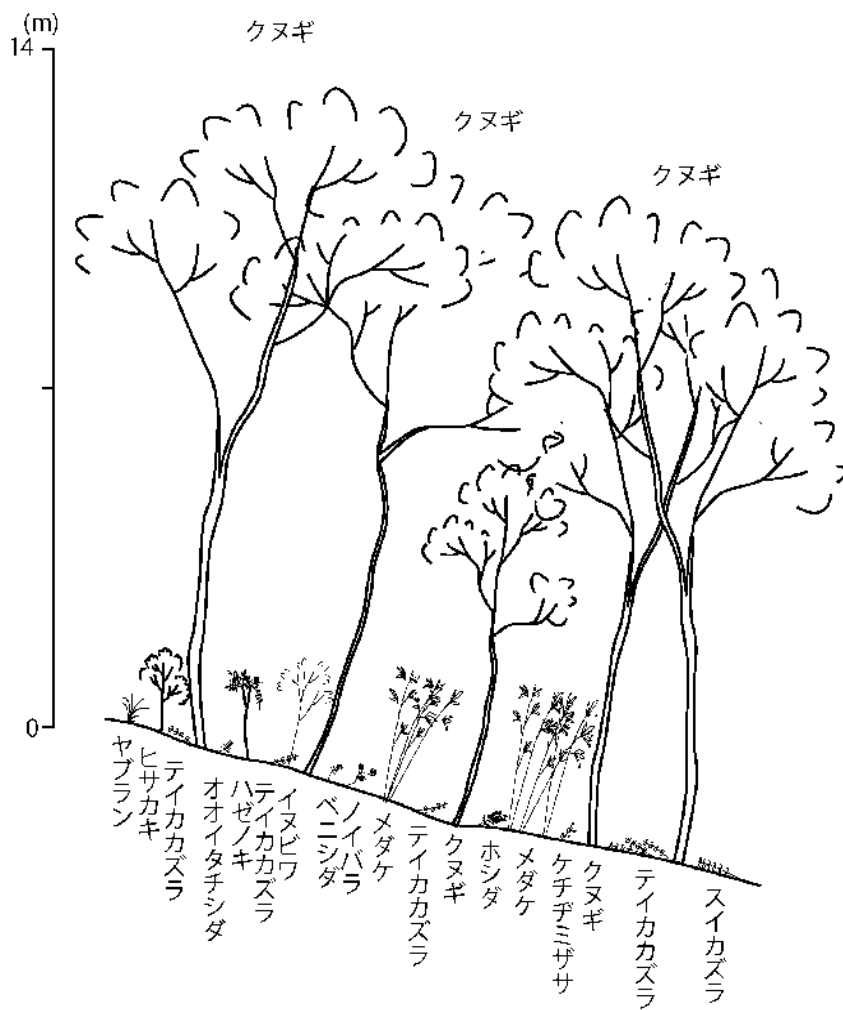 (m)
14
クヌギ
クヌギ
クヌギ
0
ヤブラン
ヒサカキ
テイカカズラ
オオイタチシダ
ハゼノキ
テイカカズラ
イヌビワ
ベニシダ
ノイバラ
メダケ
テイカカズラ
クヌギ
ホシダ
メダケ
ケチヂミザサ
クヌギ
テイカカズラ
スイカズラ